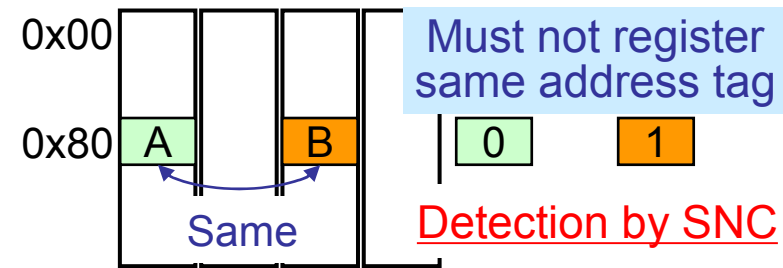 0x00
Must not register
same address tag
0x80 A B 0 1
Same
Detection by SNC